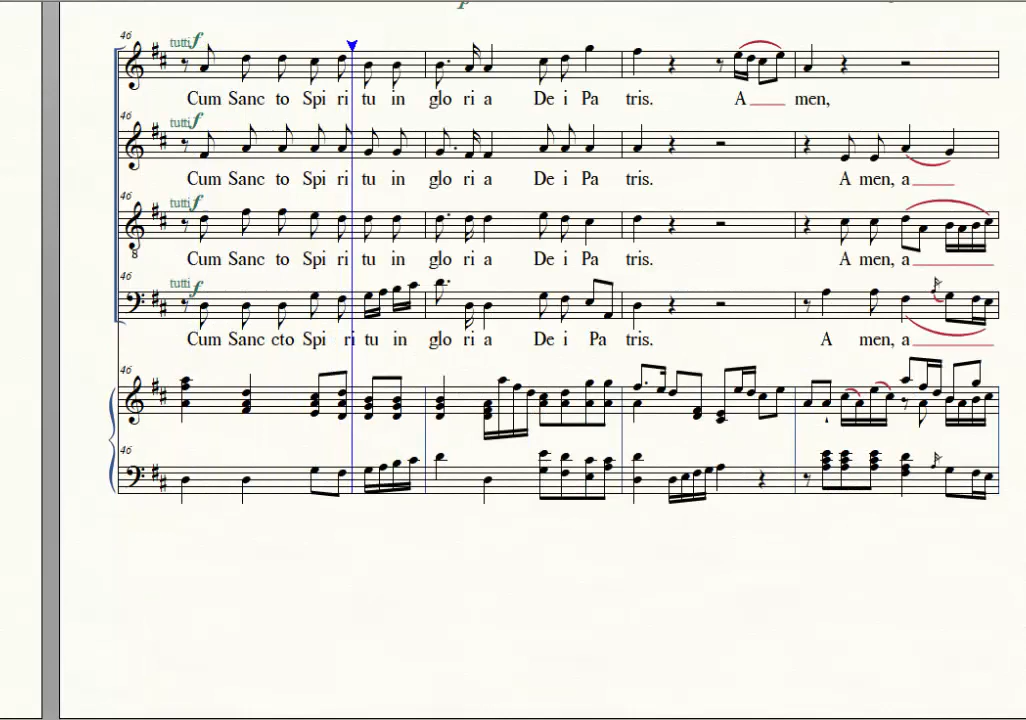 p
46
tutti f
Cum Sanc to Spi ri tu in glo ri a De i Pa tris. A men,
46
tutti f
Cum Sanc to Spi ri tu in glo ri a De i Pa tris. A men, a
46
tutti f
8
Cum Sanc to Spi ri tu in glo ri a De i Pa tris. A men, a
46
tutti f
Cum Sanc cto Spi ri tu in glo ri a De i Pa tris. A men, a
46
46